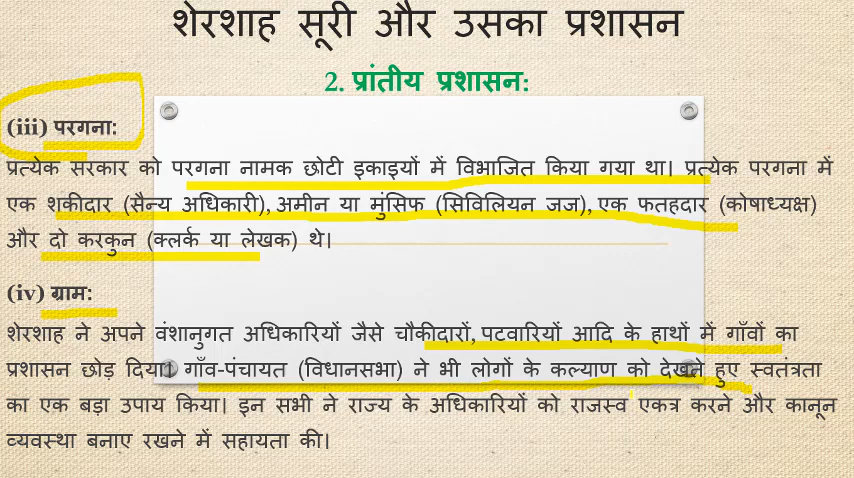 शेरशाह सूरी और उसका प्रशासन
2. प्रांतीय प्रशासन:
(iii) परगना:
प्रत्येक सरकार को परगना नामक छोटी इकाइयों में विभाजित किया गया था। प्रत्येक परगना में
एक शकीदार (सैन्य अधिकारी), अमीन या मुंसिफ (सिविलियन जज), एक फतहदार (कोषाध्यक्ष)
और दो करकुन (क्लर्क या लेखक) थे।
(iv) ग्राम:
शेरशाह ने अपने वंशानुगत अधिकारियों जैसे चौकीदारों, पटवारियों आदि के हाथों में गाँवों का
प्रशासन छोड़ दिया। गाँव-पंचायत (विधानसभा) ने भी लोगों के कल्याण को देखते हुए स्वतंत्रता
का एक बड़ा उपाय किया। इन सभी ने राज्य के अधिकारियों को राजस्व एकत्र करने और कानून
व्यवस्था बनाए रखने में सहायता की।